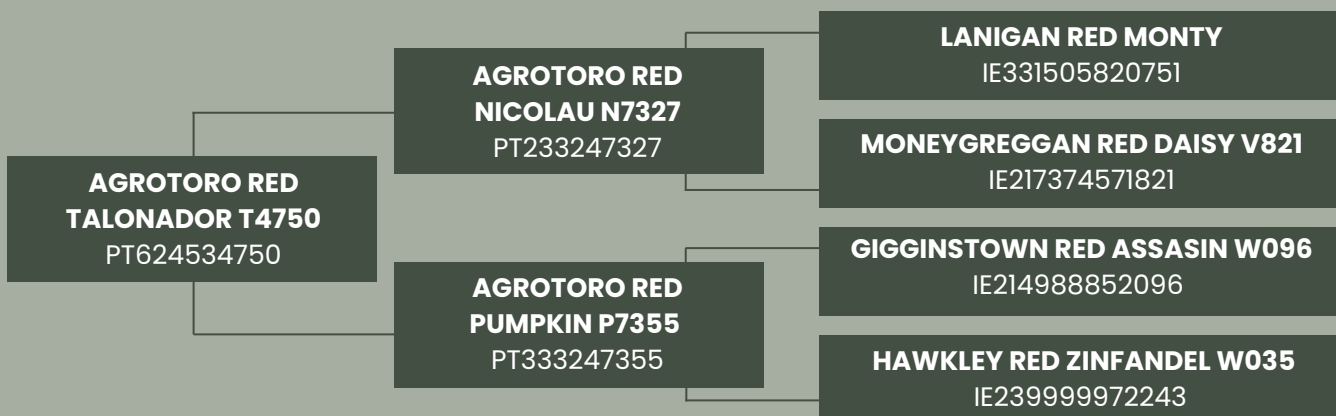 AGROTORO RED
TALONADOR T4750
PT624534750
AGROTORO RED
NICOLAU N7327
PT233247327
AGROTORO RED
PUMPKIN P7355
PT333247355
LANIGAN RED MONTY
IE331505820751
MONEYGREGGAN RED DAISY V821
IE217374571821
GIGGINSTOWN RED ASSASIN W096
IE214988852096
HAWKLEY RED ZINFANDEL W035
IE239999972243